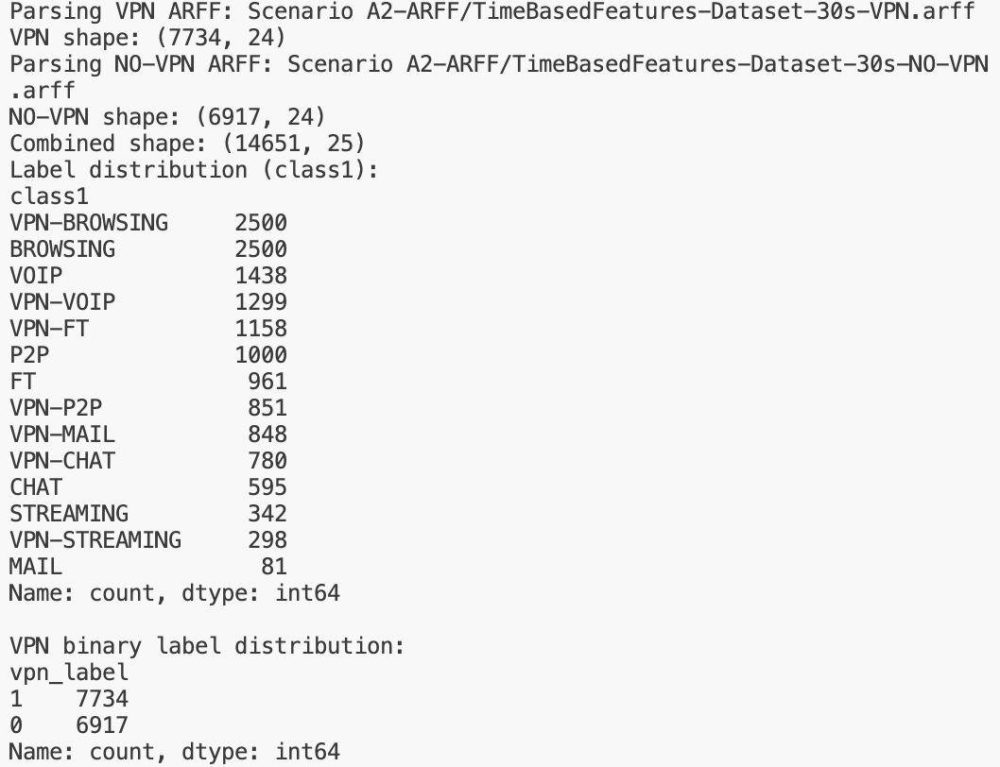 Parsing VPN ARFF: Scenario A2-ARFF/TimeBasedFeatures-Dataset-30s-VPN.arff
VPN shape: (7734, 24)
Parsing NO-VPN ARFF: Scenario A2-ARFF/TimeBasedFeatures-Dataset-30s-NO-VPN
.arff
NO-VPN shape: (6917, 24)
Combined shape: (14651, 25)
Label distribution (class1):
class1
VPN-BROWSING     2500
BROWSING         2500
VOIP             1438
VPN-VOIP         1299
VPN-FT           1158
P2P              1000
FT                961
VPN-P2P           851
VPN-MAIL          848
VPN-CHAT          780
CHAT              595
STREAMING         342
VPN-STREAMING     298
MAIL               81
Name: count, dtype: int64

VPN binary label distribution:
vpn_label
1    7734
0    6917
Name: count, dtype: int64